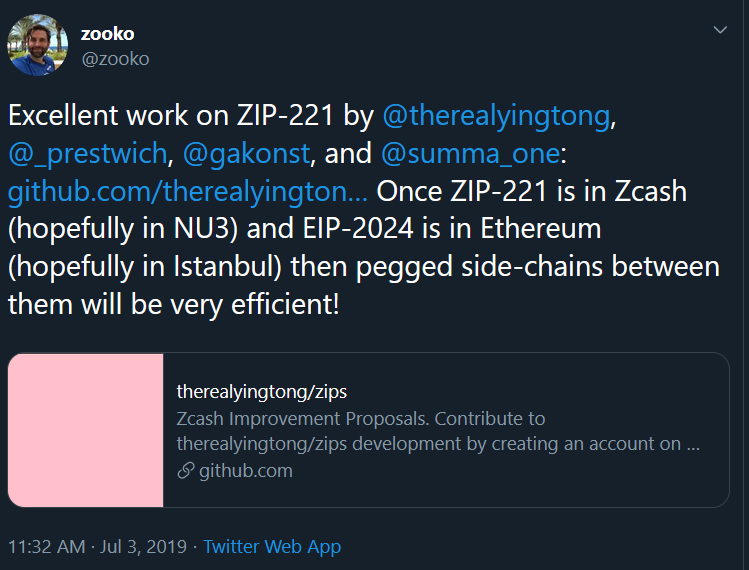 zooko
@zooko
Excellent work on ZIP-221 by @therealyingtong,
@_prestwich, @gakonst, and @summa_one:
github.com/therealyington... Once ZIP-221 is in Zcash
(hopefully in NU3) and EIP-2024 is in Ethereum
(hopefully in Istanbul) then pegged side-chains between
them will be very efficient!
therealyingtong/zips
Zcash Improvement Proposals. Contribute to
therealyingtong/zips development by creating an account on ...
github.com
11:32 AM · Jul 3, 2019 · Twitter Web App